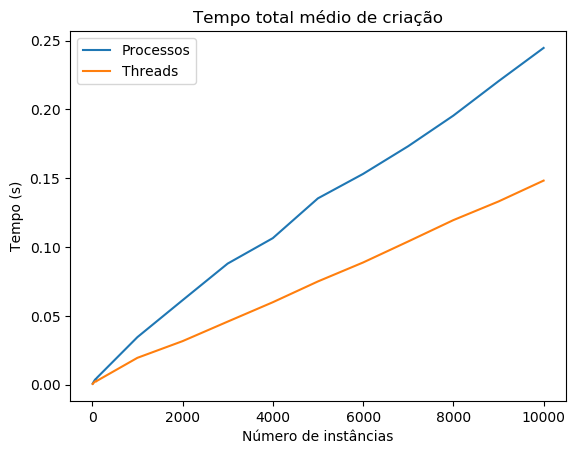 Tempo total médio de criação
Processos
Threads
Tempo (s)
0.25
0.20
0.15
0.10
0.05
0.00
0
2000
4000
6000
8000
10000
Número de instâncias